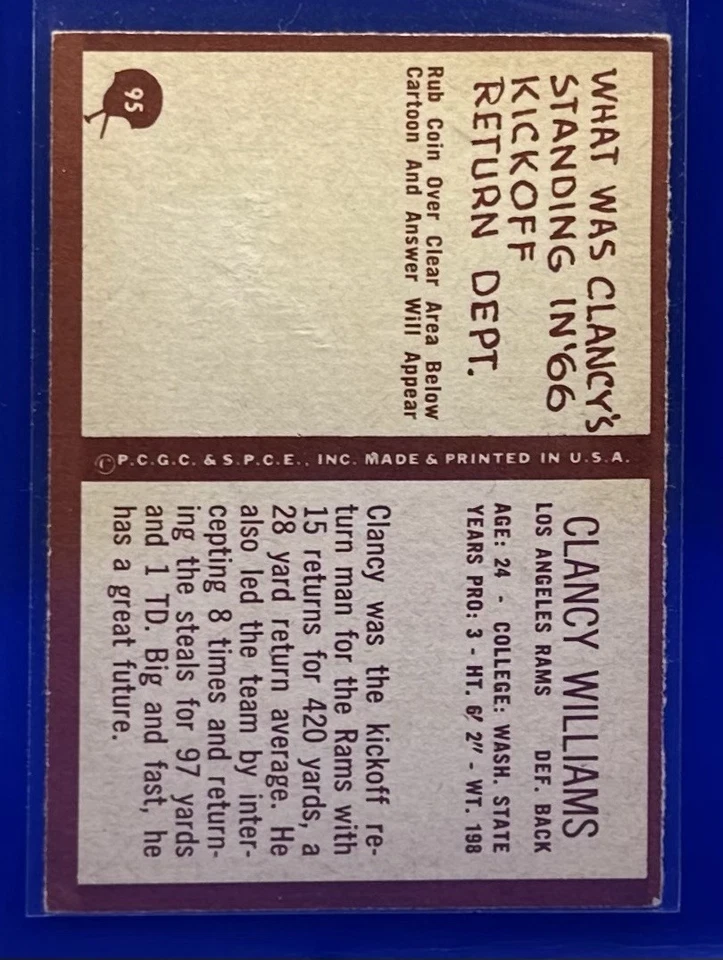 95
WHAT WAS CLANCY'S
STANDING IN '66
KICKOFF
RETURN DEPT.
Rub Coin Over Clear Area Below
Cartoon And Answer Will Appear
©P.C.G.C. & S.P.C.E., INC. MADE & PRINTED IN U.S.A.
CLANCY WILLIAMS
LOS ANGELES RAMS DEF. BACK
AGE: 24 - COLLEGE: WASH. STATE
YEARS PRO: 3 - HT. 6' 2" - WT. 198
Clancy was the kickoff re-
turn man for the Rams with
15 returns for 420 yards, a
28 yard return average. He
also led the team by inter-
cepting 8 times and return-
ing the steals for 97 yards
and 1 TD. Big and fast, he
has a great future.